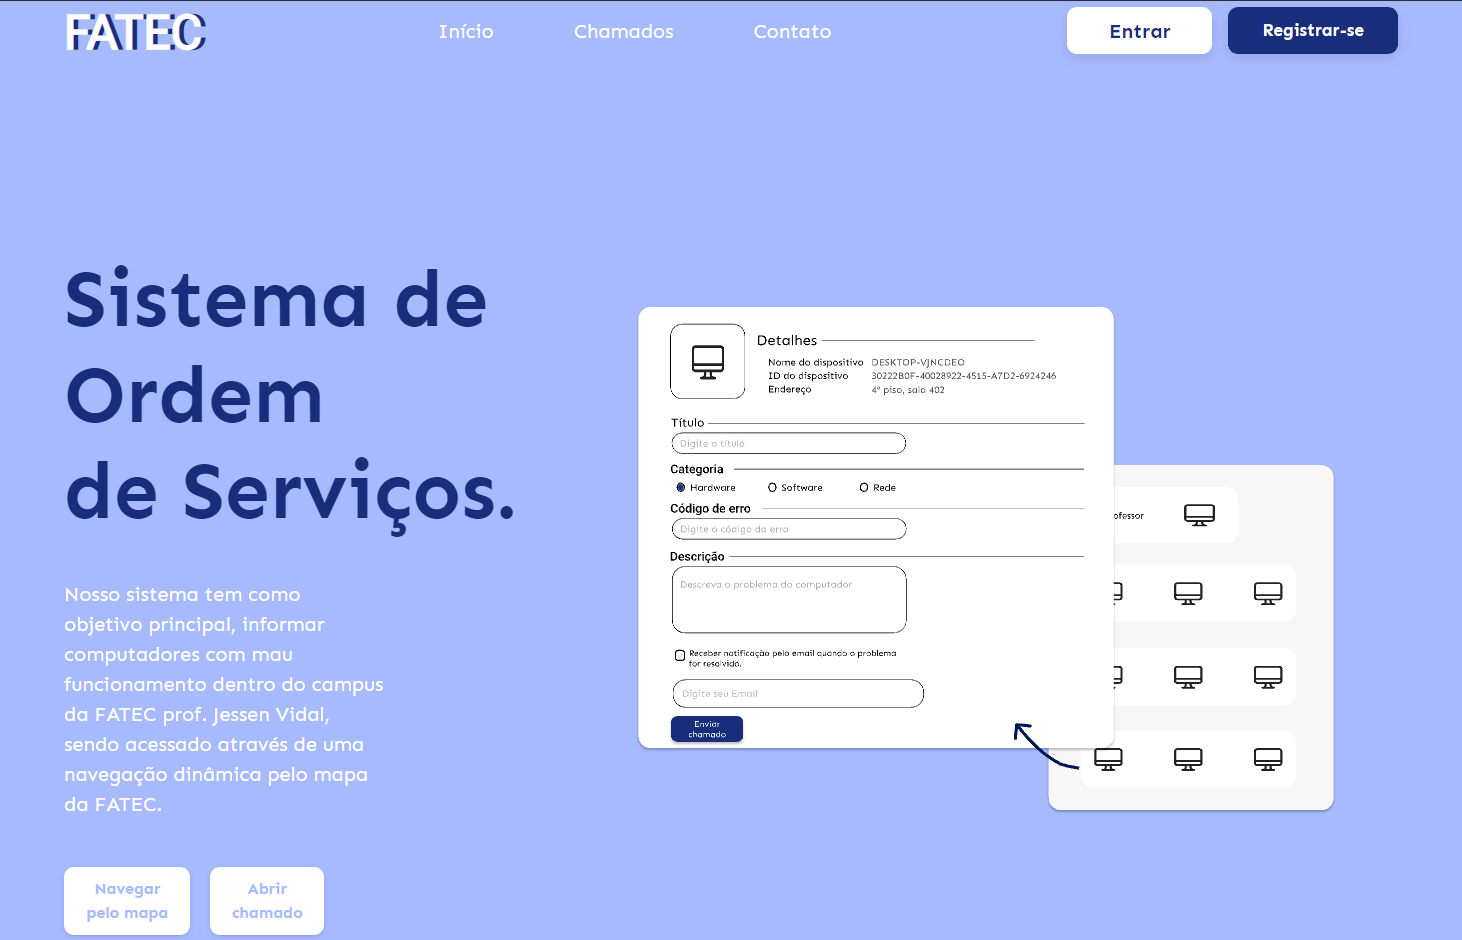 FATEC
Início
Chamados
Contato
Entrar
Registrar-se
Sistema de
Ordem
de Serviços.
Nosso sistema tem como
objetivo principal, informar
computadores com mau
funcionamento dentro do campus
da FATEC prof. Jessen Vidal,
sendo acessado através de uma
navegação dinâmica pelo mapa
da FATEC.
Navegar
pelo mapa
Abrir
chamado
Detalhes
Nome do dispositivo DESKTOP-VJNCDEO
ID do dispositivo 30222B0F-40028922-4515-A7D2-6924246
Endereço 4º piso, sala 402
Título
Digite o título
Categoria
Hardware Software Rede
Código de erro
Digite o código do erro
Descrição
Descreva o problema do computador
Receber notificação pelo email quando o problema
for resolvido.
Digite seu Email
Enviar
chamado
ofessor